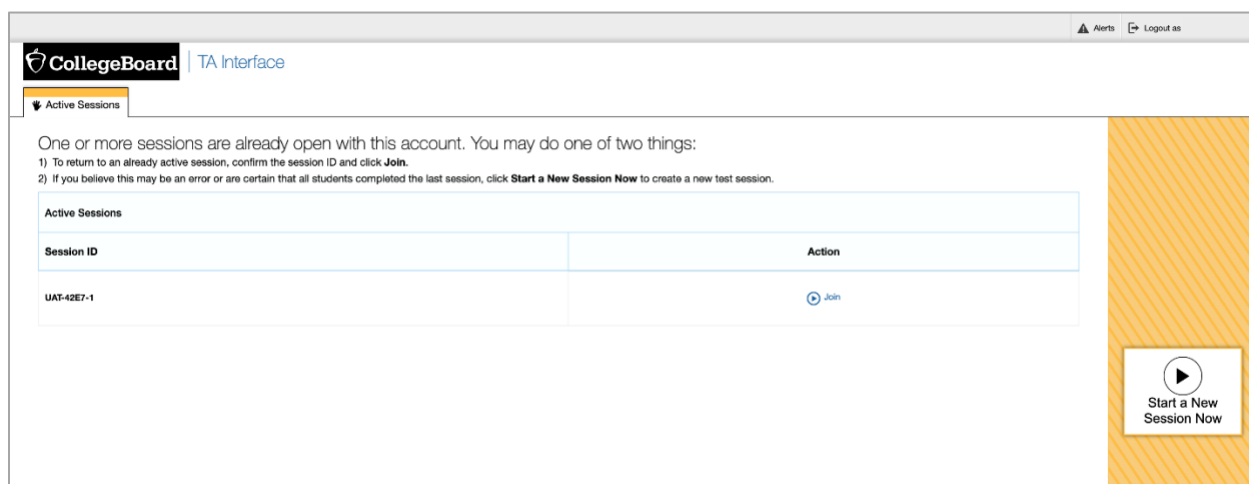 Alerts Logout as
CollegeBoard TA Interface
Active Sessions
One or more sessions are already open with this account. You may do one of two things:
1) To return to an already active session, confirm the session ID and click Join.
2) If you believe this may be an error or are certain that all students completed the last session, click Start a New Session Now to create a new test session.
Active Sessions
Session ID Action
UAT-42E7-1 Join
Start a New
Session Now